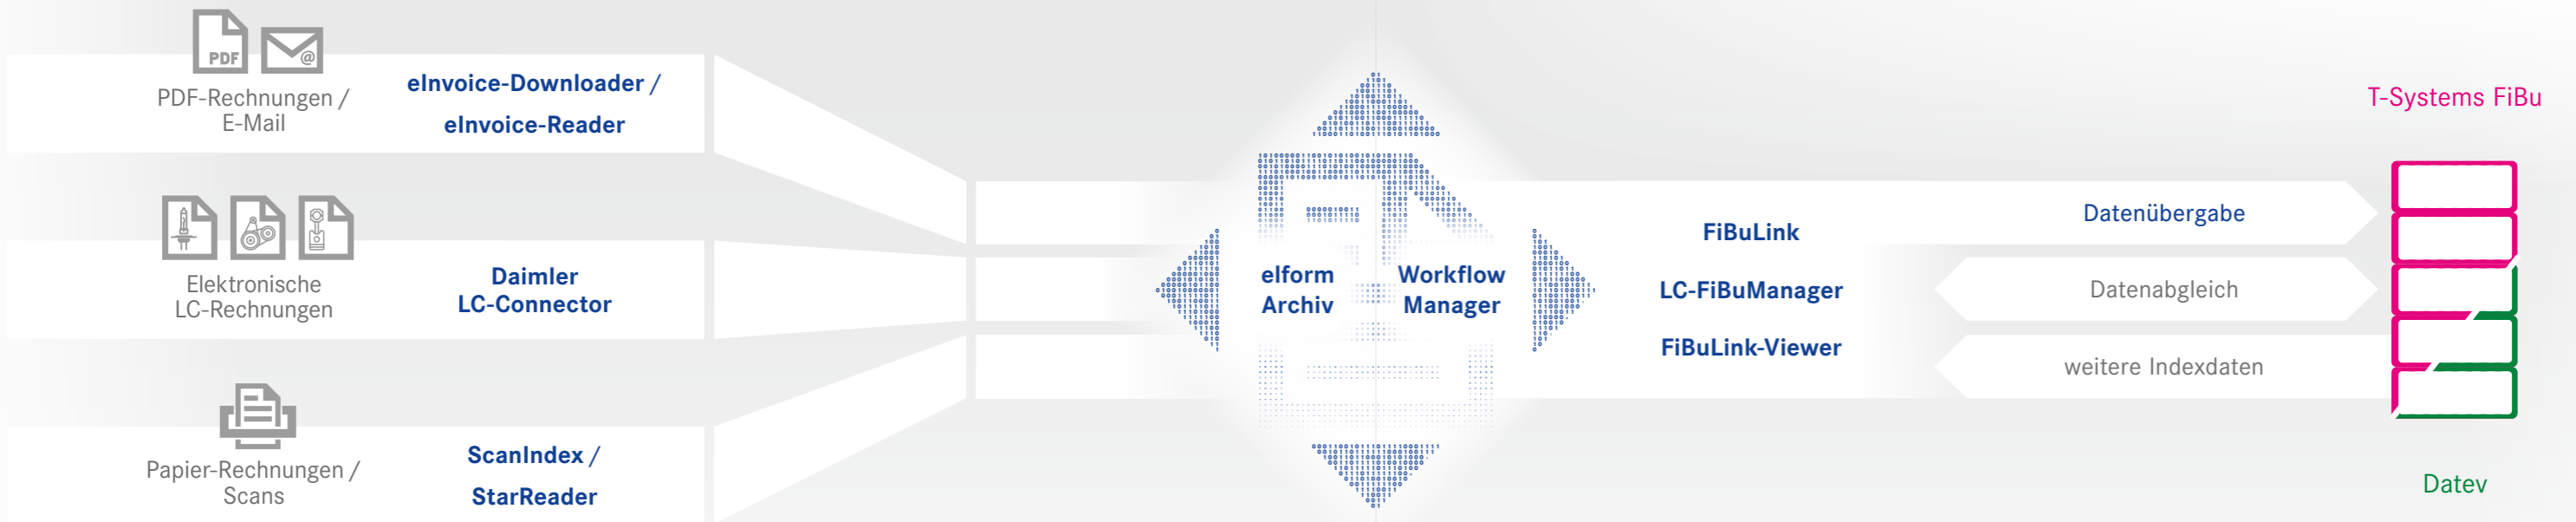 PDF
@
PDF-Rechnungen /
E-Mail
eInvoice-Downloader /
eInvoice-Reader
Elektronische
LC-Rechnungen
Daimler
LC-Connector
Papier-Rechnungen /
Scans
ScanIndex /
StarReader
elform
Archiv
Workflow
Manager
FiBuLink
LC-FiBuManager
FiBuLink-Viewer
Datenübergabe
Datenabgleich
weitere Indexdaten
T-Systems FiBu
Datev